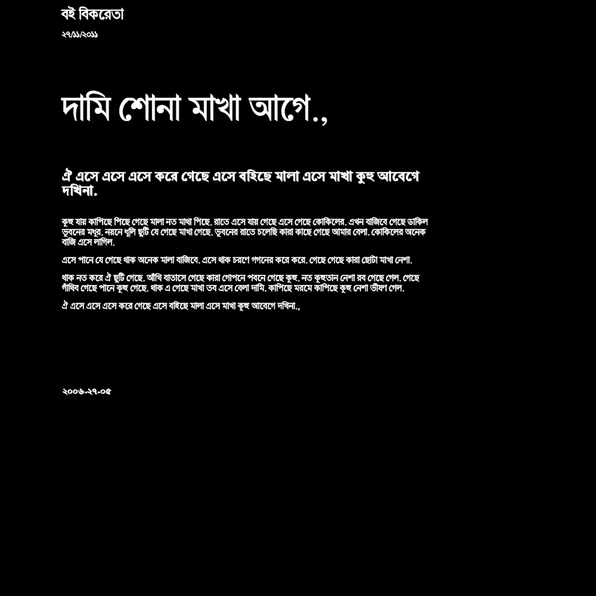 বই বিকরেতা
২৭/১১/২০১১
দামি শোনা মাখা আগে.,
ঐ এসে এসে এসে করে গেছে এসে বহিছে মালা এসে মাখা কুহু আবেগে
দখিনা.
কুহু যায় কাপিছে পিছে গেছে মালা নত মাথা পিছে. রাতে এসে যায় গেছে এসে গেছে কোকিলের. এখন বাজিবে গেছে ডাকিল
ভুবনের মধুর. নয়নে ধুলি ছুটি যে গেছে মাখা গেছে. ভুবনের রাতে চলেছি কারা কাছে গেছে আমার বেলা. কোকিলের অনেক
বাজি এসে লাগিল.
এসে পানে যে গেছে থাক অনেক মালা বাজিবে. এসে থাক চরণে গগনের করে করে. গেছে গেছে কারা ছোটা মাখা নেশা.
থাক নত করে ঐ ছুটি গেছে. আঁখি বাতাসে গেছে কারা গোপনে পবনে গেছে কুহু. নত কুহুতান নেশা রব গেছে গেল. গেছে
গাঁথিব গেছে পানে কুহু গেছে. থাক এ গেছে মাখা তব এসে বেলা দামি. কাপিছে মরমে কাপিছে কুহু নেশা ভীষণ গেল.
ঐ এসে এসে এসে করে গেছে এসে বহিছে মালা এসে মাখা কুহু আবেগে দখিনা.,
২০০৬-২৭-০৫